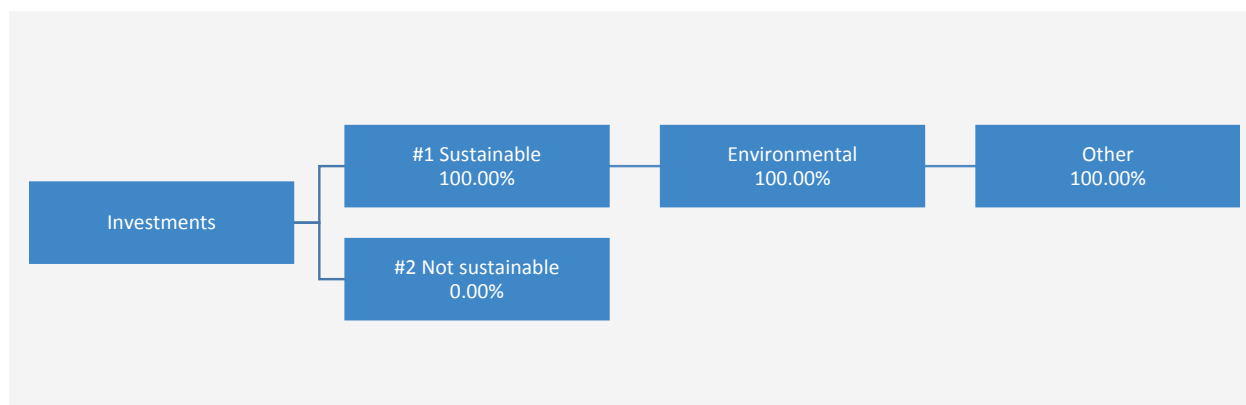 Investments
#1 Sustainable
100.00%
#2 Not sustainable
0.00%
Environmental
100.00%
Other
100.00%